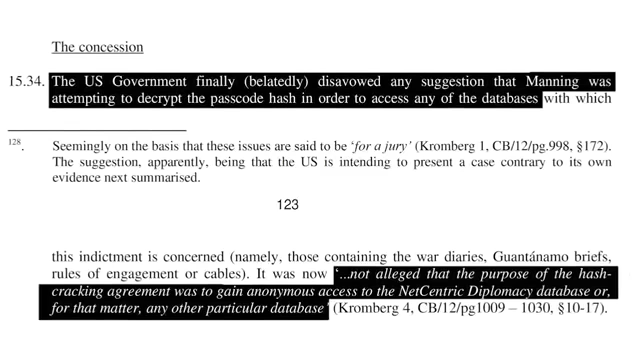 The concession
15.34. The US Government finally (belatedly) disavowed any suggestion that Manning was
attempting to decrypt the passcode hash in order to access any of the databases with which
128. Seemingly on the basis that these issues are said to be ‘for a jury’ (Kromberg 1, CB/12/pg.998, §172).
The suggestion, apparently, being that the US is intending to present a case contrary to its own
evidence next summarised.
123
this indictment is concerned (namely, those containing the war diaries, Guantánamo briefs,
rules of engagement or cables). It was now ‘...not alleged that the purpose of the hash-
cracking agreement was to gain anonymous access to the NetCentric Diplomacy database or,
for that matter, any other particular database’ (Kromberg 4, CB/12/pg1009 – 1030, §10-17).